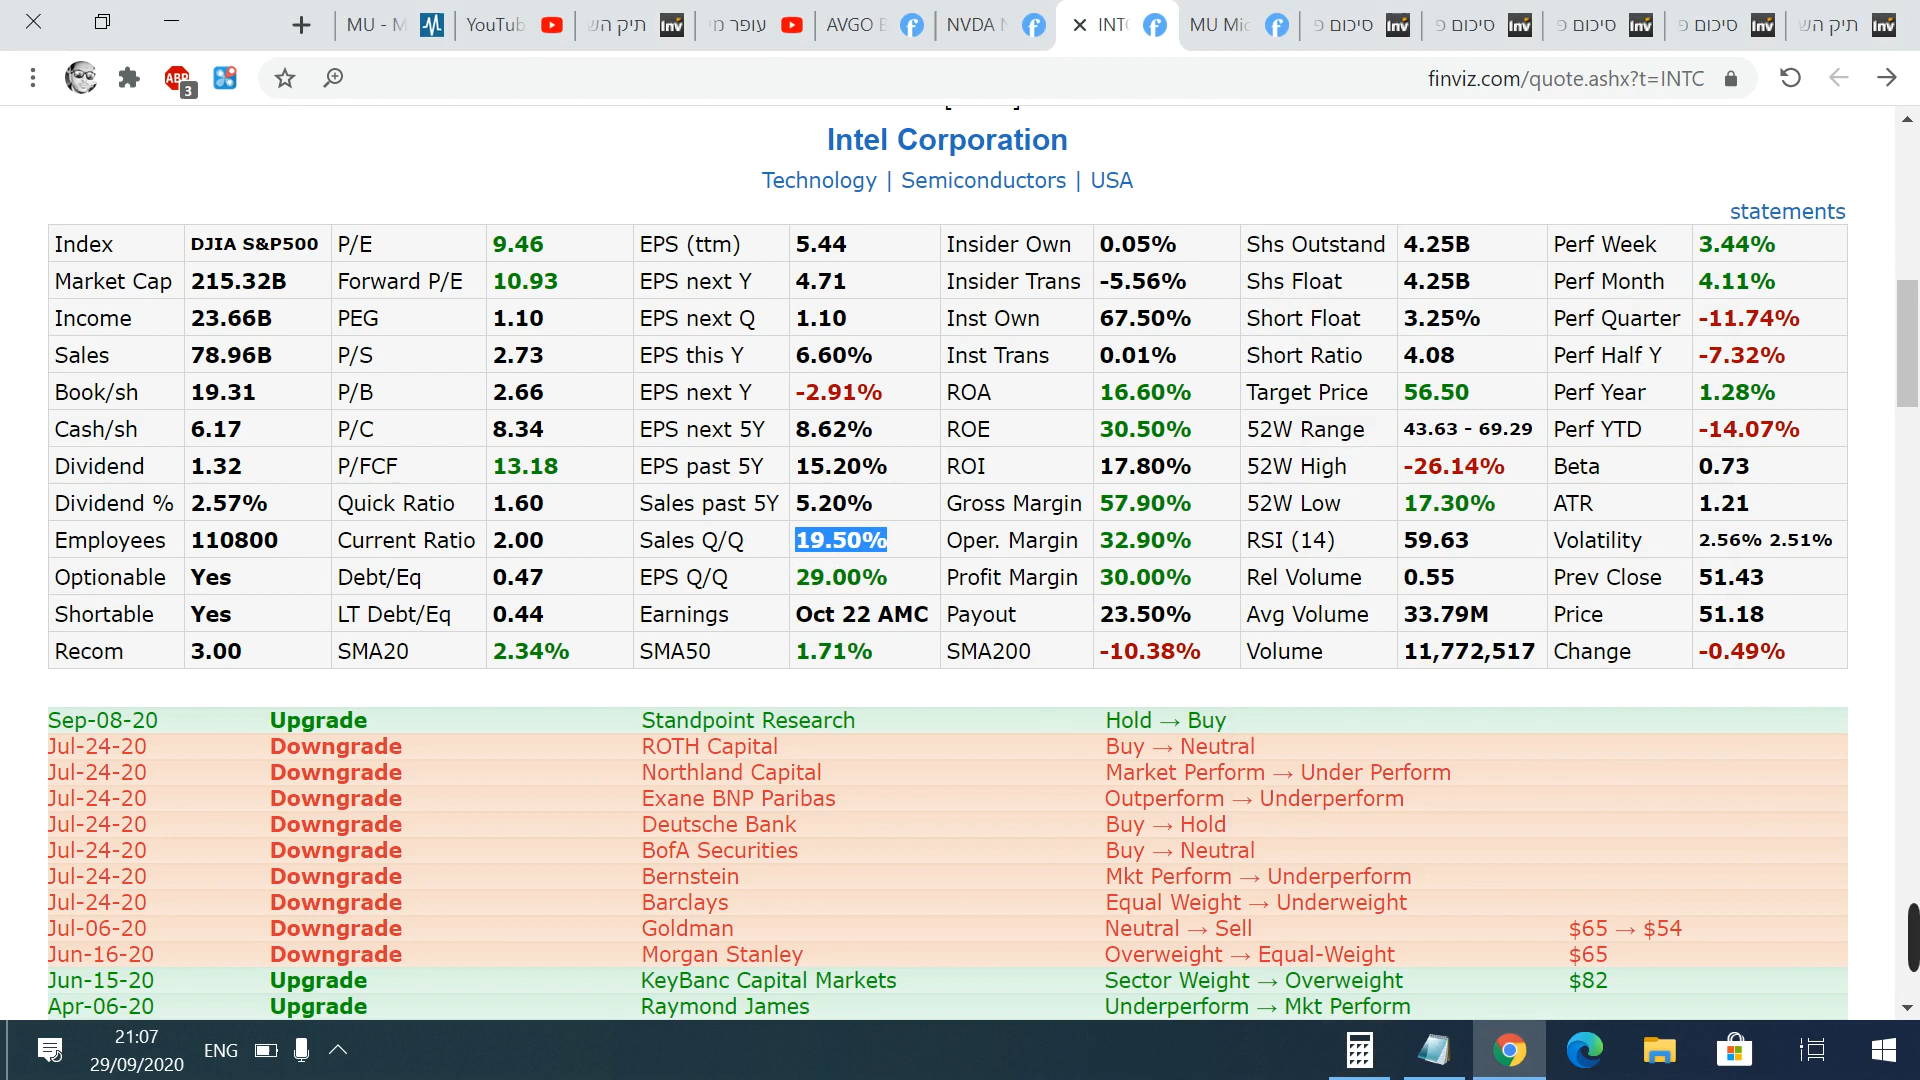 MU - M
YouTub
תיק הש
עופר מי
AVGO B
NVDA N
INTC
MU Mic
סיכום פ
סיכום פ
סיכום פ
סיכום פ
תיק הש
ABP
3
finviz.com/quote.ashx?t=INTC
Intel Corporation
Technology | Semiconductors | USA
statements
Index DJIA S&P500 P/E 9.46 EPS (ttm) 5.44 Insider Own 0.05% Shs Outstand 4.25B Perf Week 3.44%
Market Cap 215.32B Forward P/E 10.93 EPS next Y 4.71 Insider Trans -5.56% Shs Float 4.25B Perf Month 4.11%
Income 23.66B PEG 1.10 EPS next Q 1.10 Inst Own 67.50% Short Float 3.25% Perf Quarter -11.74%
Sales 78.96B P/S 2.73 EPS this Y 6.60% Inst Trans 0.01% Short Ratio 4.08 Perf Half Y -7.32%
Book/sh 19.31 P/B 2.66 EPS next Y -2.91% ROA 16.60% Target Price 56.50 Perf Year 1.28%
Cash/sh 6.17 P/C 8.34 EPS next 5Y 8.62% ROE 30.50% 52W Range 43.63 - 69.29 Perf YTD -14.07%
Dividend 1.32 P/FCF 13.18 EPS past 5Y 15.20% ROI 17.80% 52W High -26.14% Beta 0.73
Dividend % 2.57% Quick Ratio 1.60 Sales past 5Y 5.20% Gross Margin 57.90% 52W Low 17.30% ATR 1.21
Employees 110800 Current Ratio 2.00 Sales Q/Q 19.50% Oper. Margin 32.90% RSI (14) 59.63 Volatility 2.56% 2.51%
Optionable Yes Debt/Eq 0.47 EPS Q/Q 29.00% Profit Margin 30.00% Rel Volume 0.55 Prev Close 51.43
Shortable Yes LT Debt/Eq 0.44 Earnings Oct 22 AMC Payout 23.50% Avg Volume 33.79M Price 51.18
Recom 3.00 SMA20 2.34% SMA50 1.71% SMA200 -10.38% Volume 11,772,517 Change -0.49%
Sep-08-20 Upgrade Standpoint Research Hold → Buy
Jul-24-20 Downgrade ROTH Capital Buy → Neutral
Jul-24-20 Downgrade Northland Capital Market Perform → Under Perform
Jul-24-20 Downgrade Exane BNP Paribas Outperform → Underperform
Jul-24-20 Downgrade Deutsche Bank Buy → Hold
Jul-24-20 Downgrade BofA Securities Buy → Neutral
Jul-24-20 Downgrade Bernstein Mkt Perform → Underperform
Jul-24-20 Downgrade Barclays Equal Weight → Underweight
Jul-06-20 Downgrade Goldman Neutral → Sell $65 → $54
Jun-16-20 Downgrade Morgan Stanley Overweight → Equal-Weight $65
Jun-15-20 Upgrade KeyBanc Capital Markets Sector Weight → Overweight $82
Apr-06-20 Upgrade Raymond James Underperform → Mkt Perform
21:07
29/09/2020
ENG